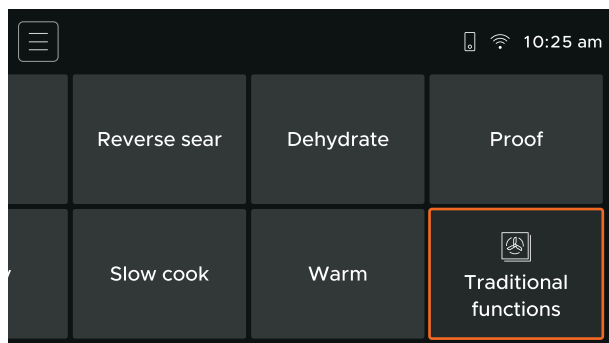 10:25 am
Reverse sear
Dehydrate
Proof
Slow cook
Warm
Traditional
functions